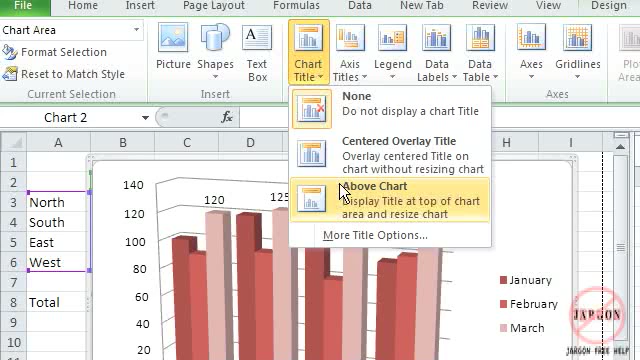 File
Home
Insert
Page Layout
Formulas
Data
Review
View
Design
Chart Area
Format Selection
Reset to Match Style
Current Selection
Picture
Shapes
Text
Box
Insert
Chart
Title
Axis
Titles
Legend
Data
Labels
Data
Table
Axes
Gridlines
Axes
Plot
Area
Chart 2
fx
None
Do not display a chart Title
Centered Overlay Title
Overlay centered Title on
chart without resizing chart
Above Chart
Display Title at top of chart
area and resize chart
More Title Options...
A
B
C
D
H
I
1
2
3
4
5
6
7
8
9
10
11
North
South
East
West
Total
140
120
100
80
60
40
20
120
125
January
February
March
JARGON
JARGON FREE HELP